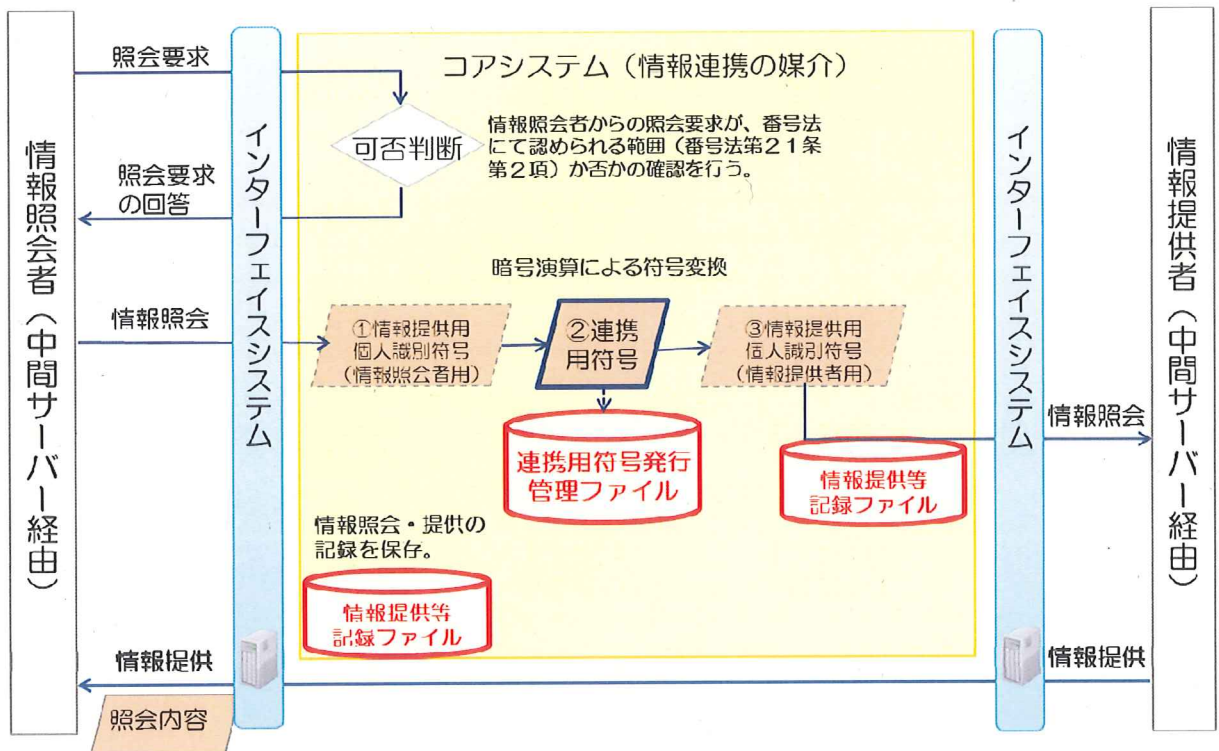 情報照会者（中間サーバー経由）
照会要求
照会要求
の回答
情報照会
情報提供
照会内容
インターフェイスシステム
コアシステム（情報連携の媒介）
可否判断
情報照会者からの照会要求が、番号法
にて認められる範囲（番号法第２１条
第２項）か否かの確認を行う。
暗号演算による符号変換
①情報提供用
個人識別符号
（情報照会者用）
②連携
用符号
③情報提供用
個人識別符号
（情報提供者用）
連携用符号発行
管理ファイル
情報提供等
記録ファイル
情報照会・提供の
記録を保存。
情報提供等
記録ファイル
インターフェイスシステム
情報照会
情報提供
情報提供者（中間サーバー経由）